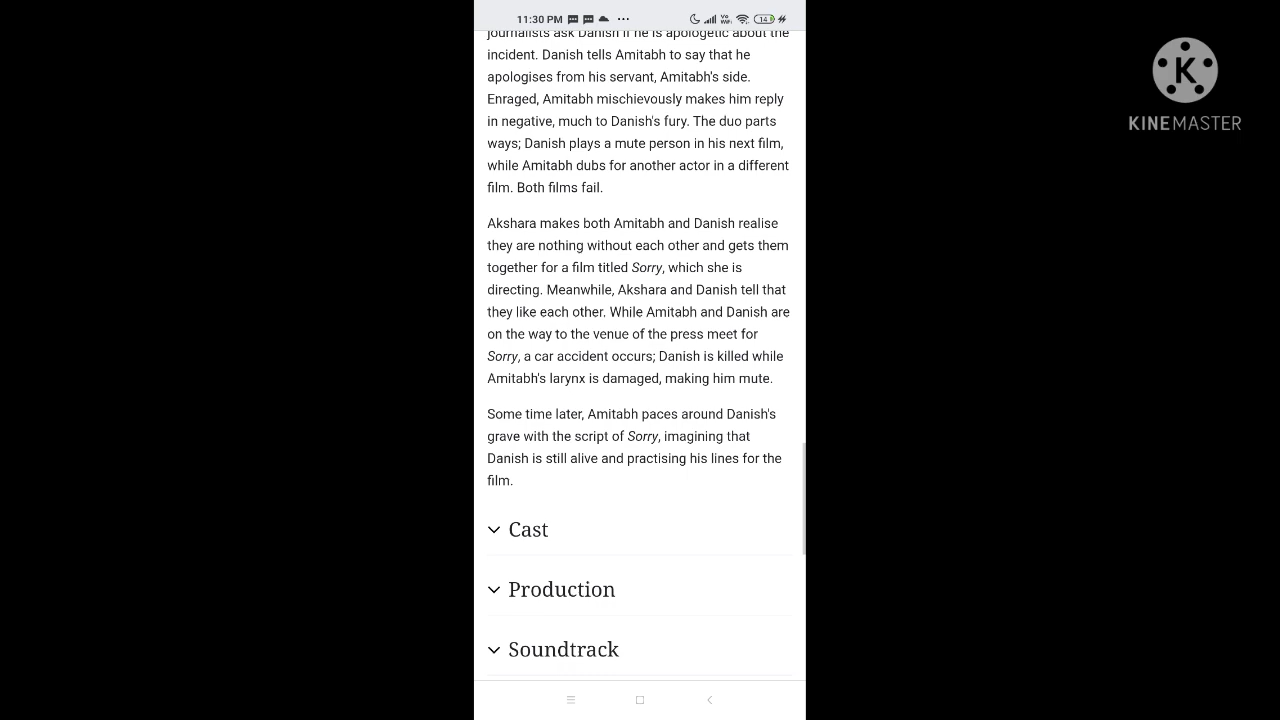 11:30 PM
14
journalists ask Danish if he is apologetic about the
incident. Danish tells Amitabh to say that he
apologises from his servant, Amitabh's side.
Enraged, Amitabh mischievously makes him reply
in negative, much to Danish's fury. The duo parts
ways; Danish plays a mute person in his next film,
while Amitabh dubs for another actor in a different
film. Both films fail.
Akshara makes both Amitabh and Danish realise
they are nothing without each other and gets them
together for a film titled Sorry, which she is
directing. Meanwhile, Akshara and Danish tell that
they like each other. While Amitabh and Danish are
on the way to the venue of the press meet for
Sorry, a car accident occurs; Danish is killed while
Amitabh's larynx is damaged, making him mute.
Some time later, Amitabh paces around Danish's
grave with the script of Sorry, imagining that
Danish is still alive and practising his lines for the
film.
Cast
Production
Soundtrack
K
KINEMASTER